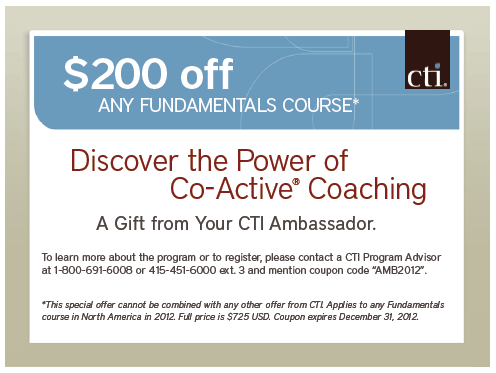 $200 off
cti.
ANY FUNDAMENTALS COURSE*
Discover the Power of
Co-Active® Coaching
A Gift from Your CTI Ambassador.
To learn more about the program or to register, please contact a CTI Program Advisor
at 1-800-691-6008 or 415-451-6000 ext. 3 and mention coupon code “AMB2012”.
*This special offer cannot be combined with any other offer from CTI. Applies to any Fundamentals
course in North America in 2012. Full price is $725 USD. Coupon expires December 31, 2012.